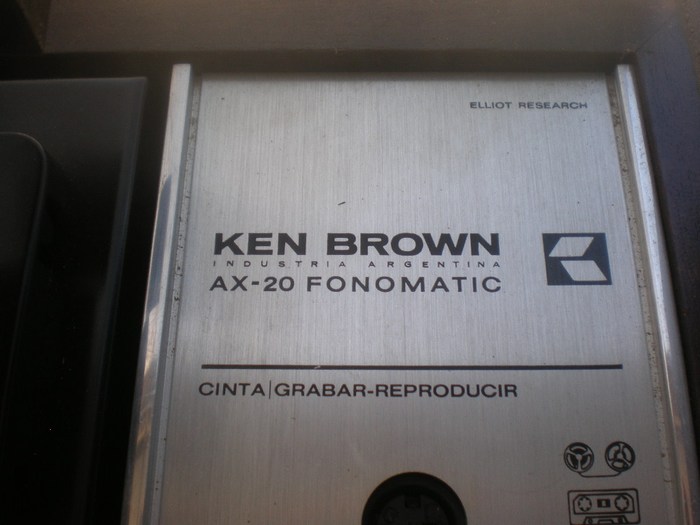 ELLIOT RESEARCH
KEN BROWN
INDUSTRIA ARGENTINA
AX-20 FONOMATIC
CINTA|GRABAR-REPRODUCIR